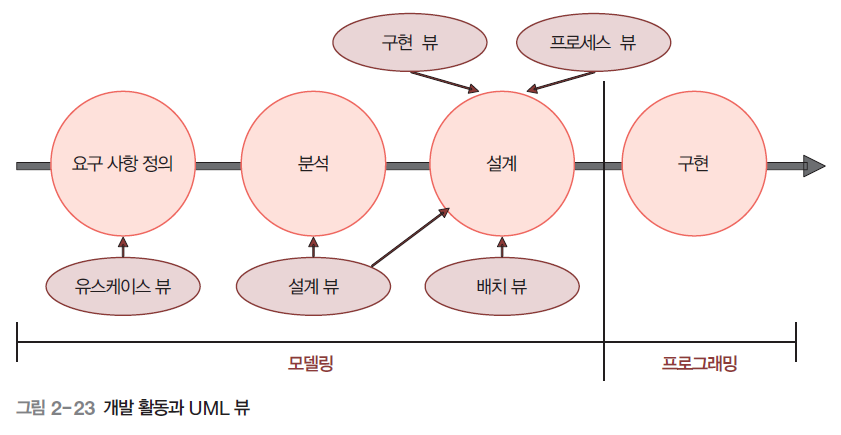 구현 뷰
프로세스 뷰
요구 사항 정의
분석
설계
구현
유스케이스 뷰
설계 뷰
배치 뷰
모델링
프로그래밍
그림 2-23 개발 활동과 UML 뷰